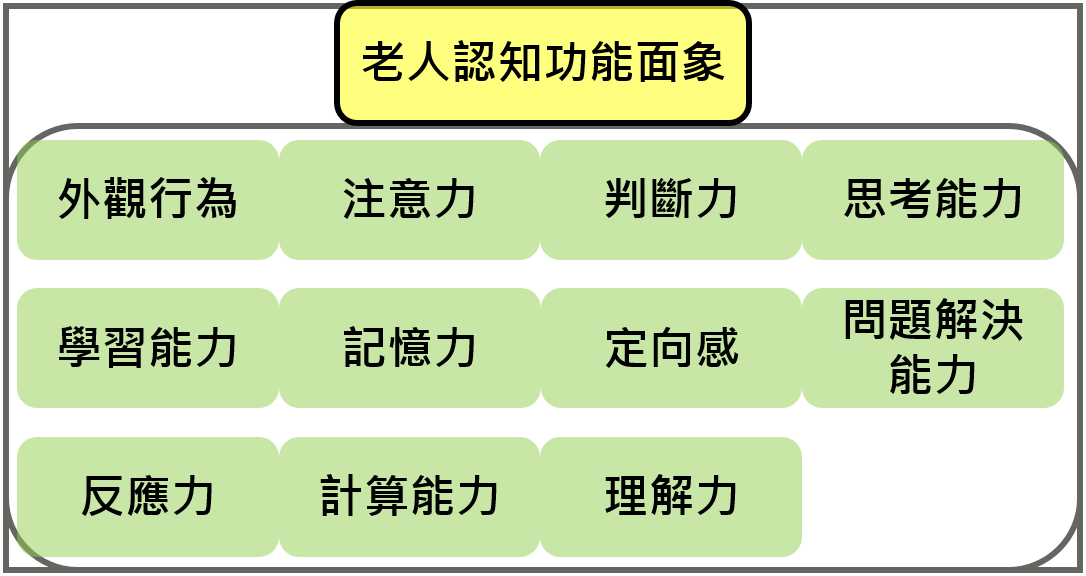 老人認知功能面象
外觀行為
注意力
判斷力
思考能力
學習能力
記憶力
定向感
問題解決
能力
反應力
計算能力
理解力